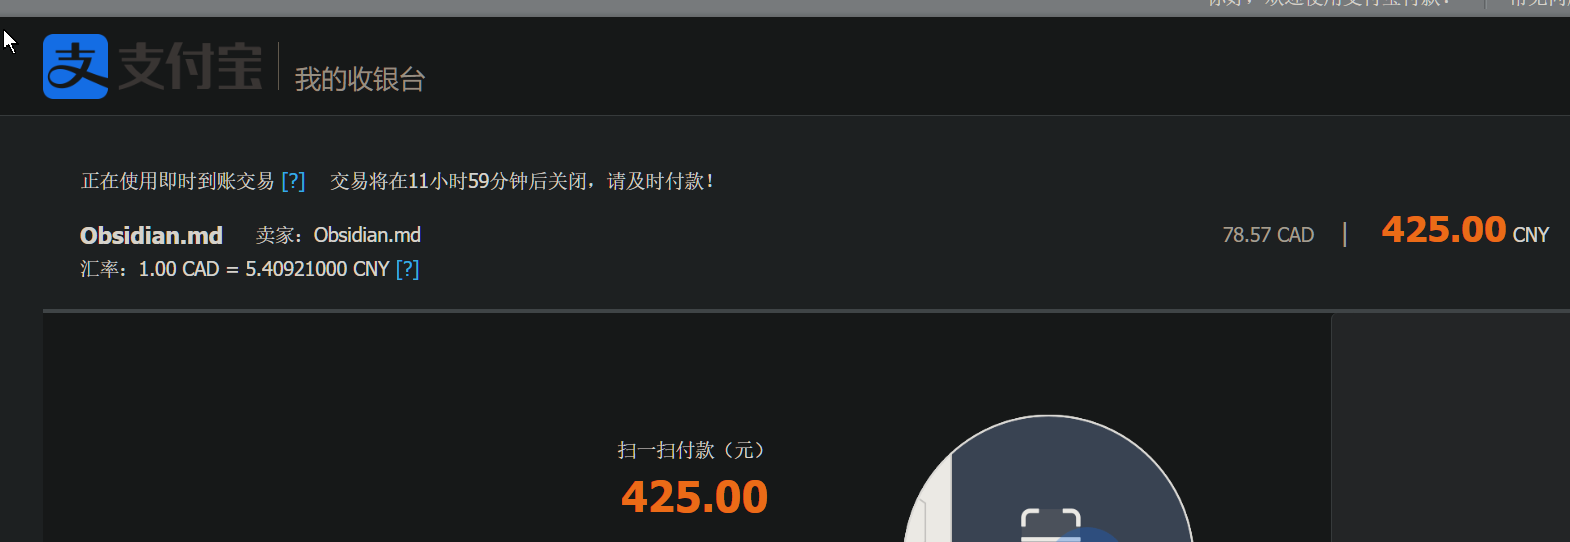 支付宝 我的收银台
正在使用即时到账交易 [?] 交易将在11小时59分钟后关闭，请及时付款！
Obsidian.md 卖家：Obsidian.md
78.57 CAD | 425.00 CNY
汇率：1.00 CAD = 5.40921000 CNY [?]
扫一扫付款（元）
425.00